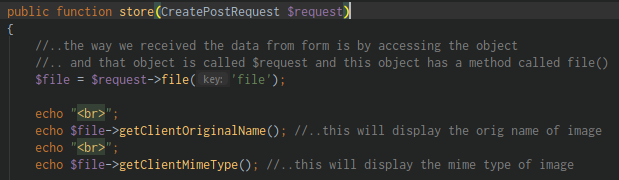 public function store(CreatePostRequest $request)
{
//..the way we received the data from form is by accessing the object
//.. and that object is called $request and this object has a method called file()
$file = $request->file( key: 'file');
echo "<br>";
echo $file->getClientOriginalName(); //..this will display the orig name of image
echo "<br>";
echo $file->getClientMimeType(); //..this will display the mime type of image